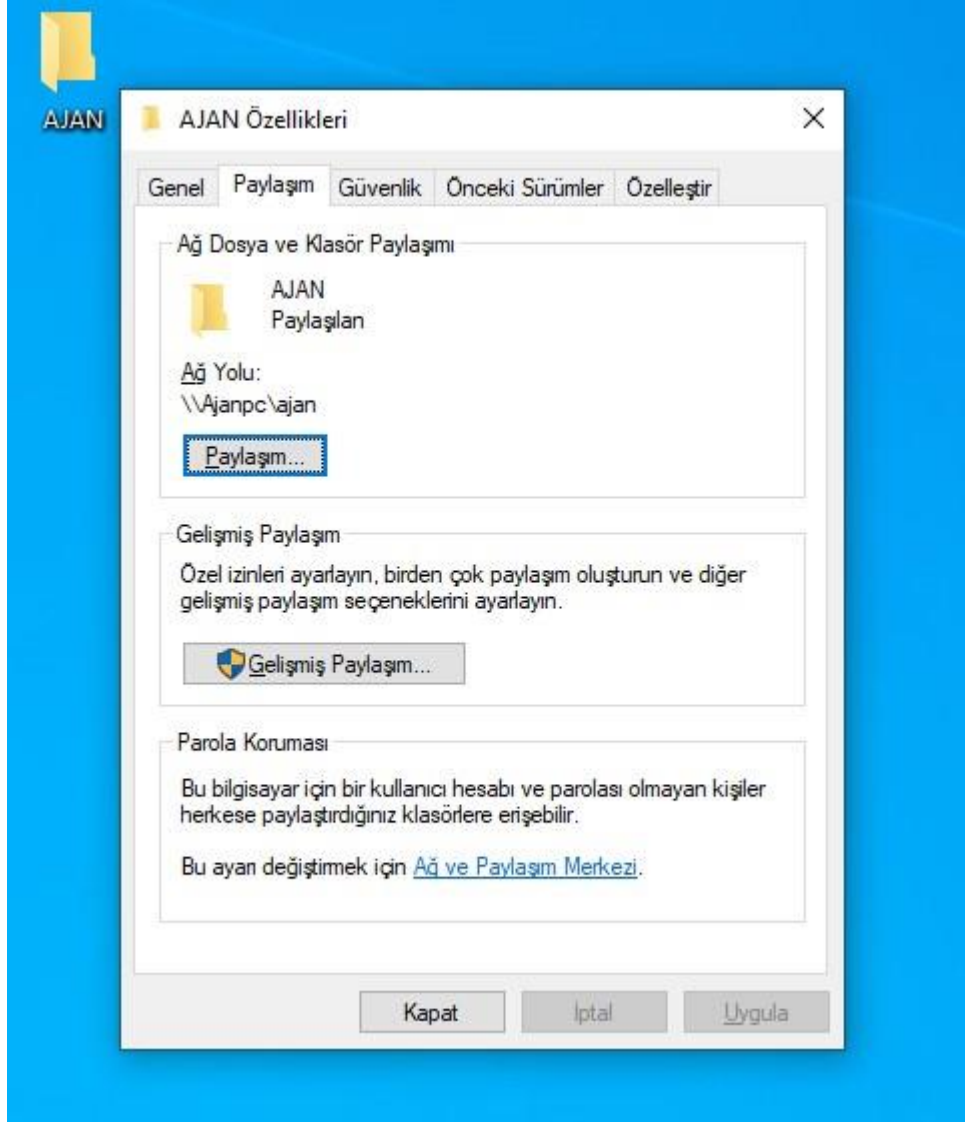 AJAN
AJAN Özellikleri
Genel Paylaşım Güvenlik Önceki Sürümler Özelleştir
Ağ Dosya ve Klasör Paylaşımı
AJAN
Paylaşılan
Ağ Yolu:
\\Ajanpc\ajan
Paylaşım...
Gelişmiş Paylaşım
Özel izinleri ayarlayın, birden çok paylaşım oluşturun ve diğer
gelişmiş paylaşım seçeneklerini ayarlayın.
Gelişmiş Paylaşım...
Parola Koruması
Bu bilgisayar için bir kullanıcı hesabı ve parolası olmayan kişiler
herkese paylaştırdığınız klasörlere erişebilir.
Bu ayarı değiştirmek için Ağ ve Paylaşım Merkezi.
Kapat İptal Uygula